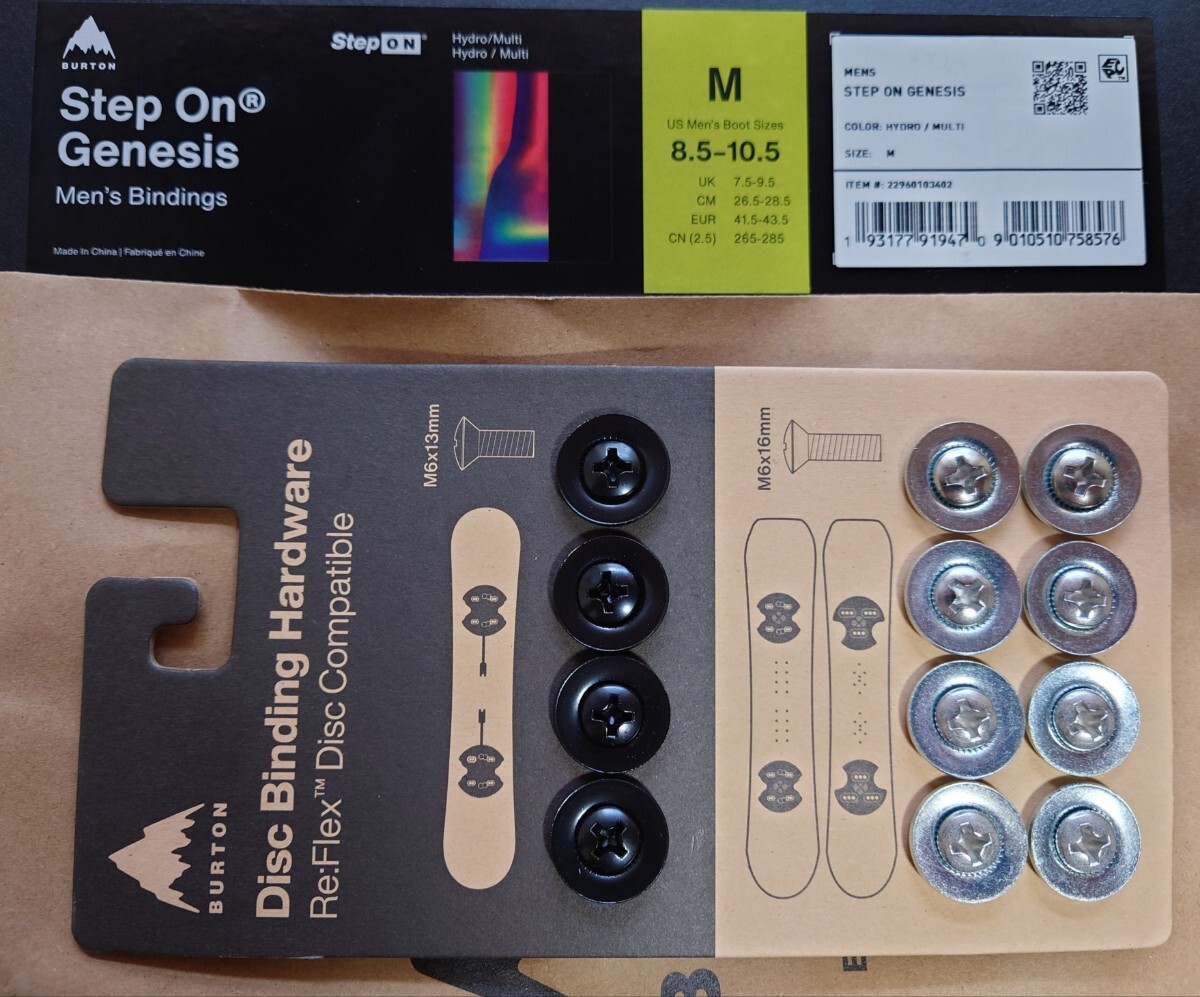 BURTON
Step On®
Genesis
Men's Bindings
Made In China | Fabriqué en Chine
Step ON®
Hydro/Multi
Hydro / Multi
M
US Men's Boot Sizes
8.5–10.5
UK 7.5-9.5
CM 26.5-28.5
EUR 41.5-43.5
CN (2.5) 265-285
MENS
STEP ON GENESIS
COLOR: HYDRO / MULTI
SIZE: M
ITEM #: 22960103402
1 93177 91947 0
9 010510 758576
BURTON
Disc Binding Hardware
Re:Flex™ Disc Compatible
M6x13mm
M6x16mm
B